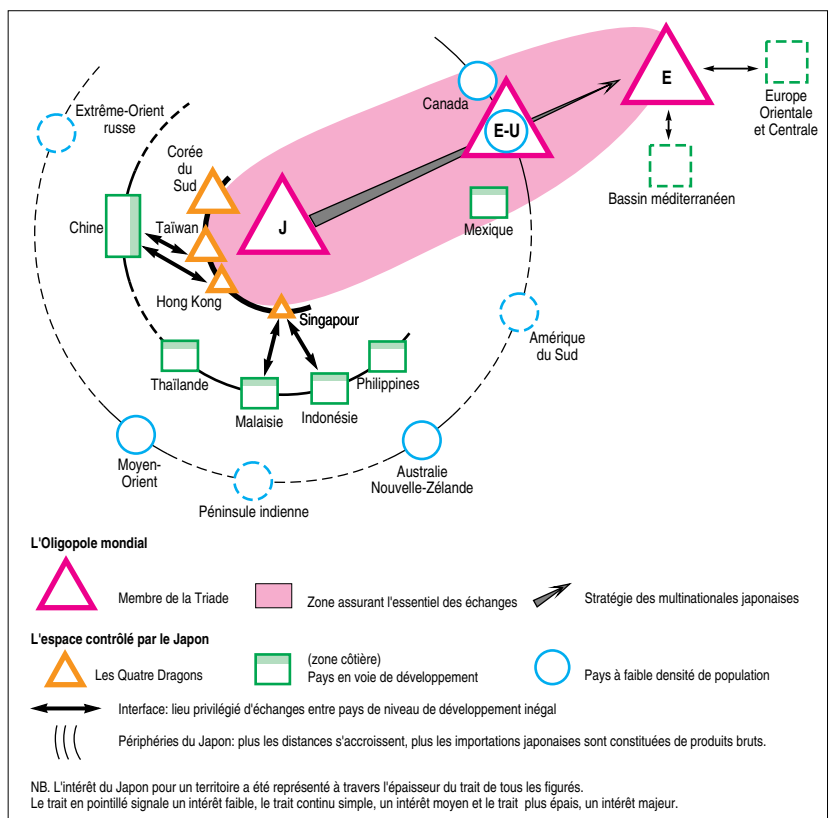 Extrême-Orient
russe
Canada
E-U
E
Europe
Orientale
et Centrale
Bassin méditerranéen
Corée
du
Sud
Chine
Taïwan
J
Mexique
Hong Kong
Singapour
Amérique
du Sud
Thaïlande
Malaisie
Indonésie
Philippines
Moyen-
Orient
Péninsule indienne
Australie
Nouvelle-Zélande
L'Oligopole mondial
Membre de la Triade
Zone assurant l'essentiel des échanges
Stratégie des multinationales japonaises
L'espace contrôlé par le Japon
Les Quatre Dragons
(zone côtière)
Pays en voie de développement
Pays à faible densité de population
Interface: lieu privilégié d'échanges entre pays de niveau de développement inégal
Périphéries du Japon: plus les distances s'accroissent, plus les importations japonaises sont constituées de produits bruts.
NB. L'intérêt du Japon pour un territoire a été représenté à travers l'épaisseur du trait de tous les figurés.
Le trait en pointillé signale un intérêt faible, le trait continu simple, un intérêt moyen et le trait plus épais, un intérêt majeur.